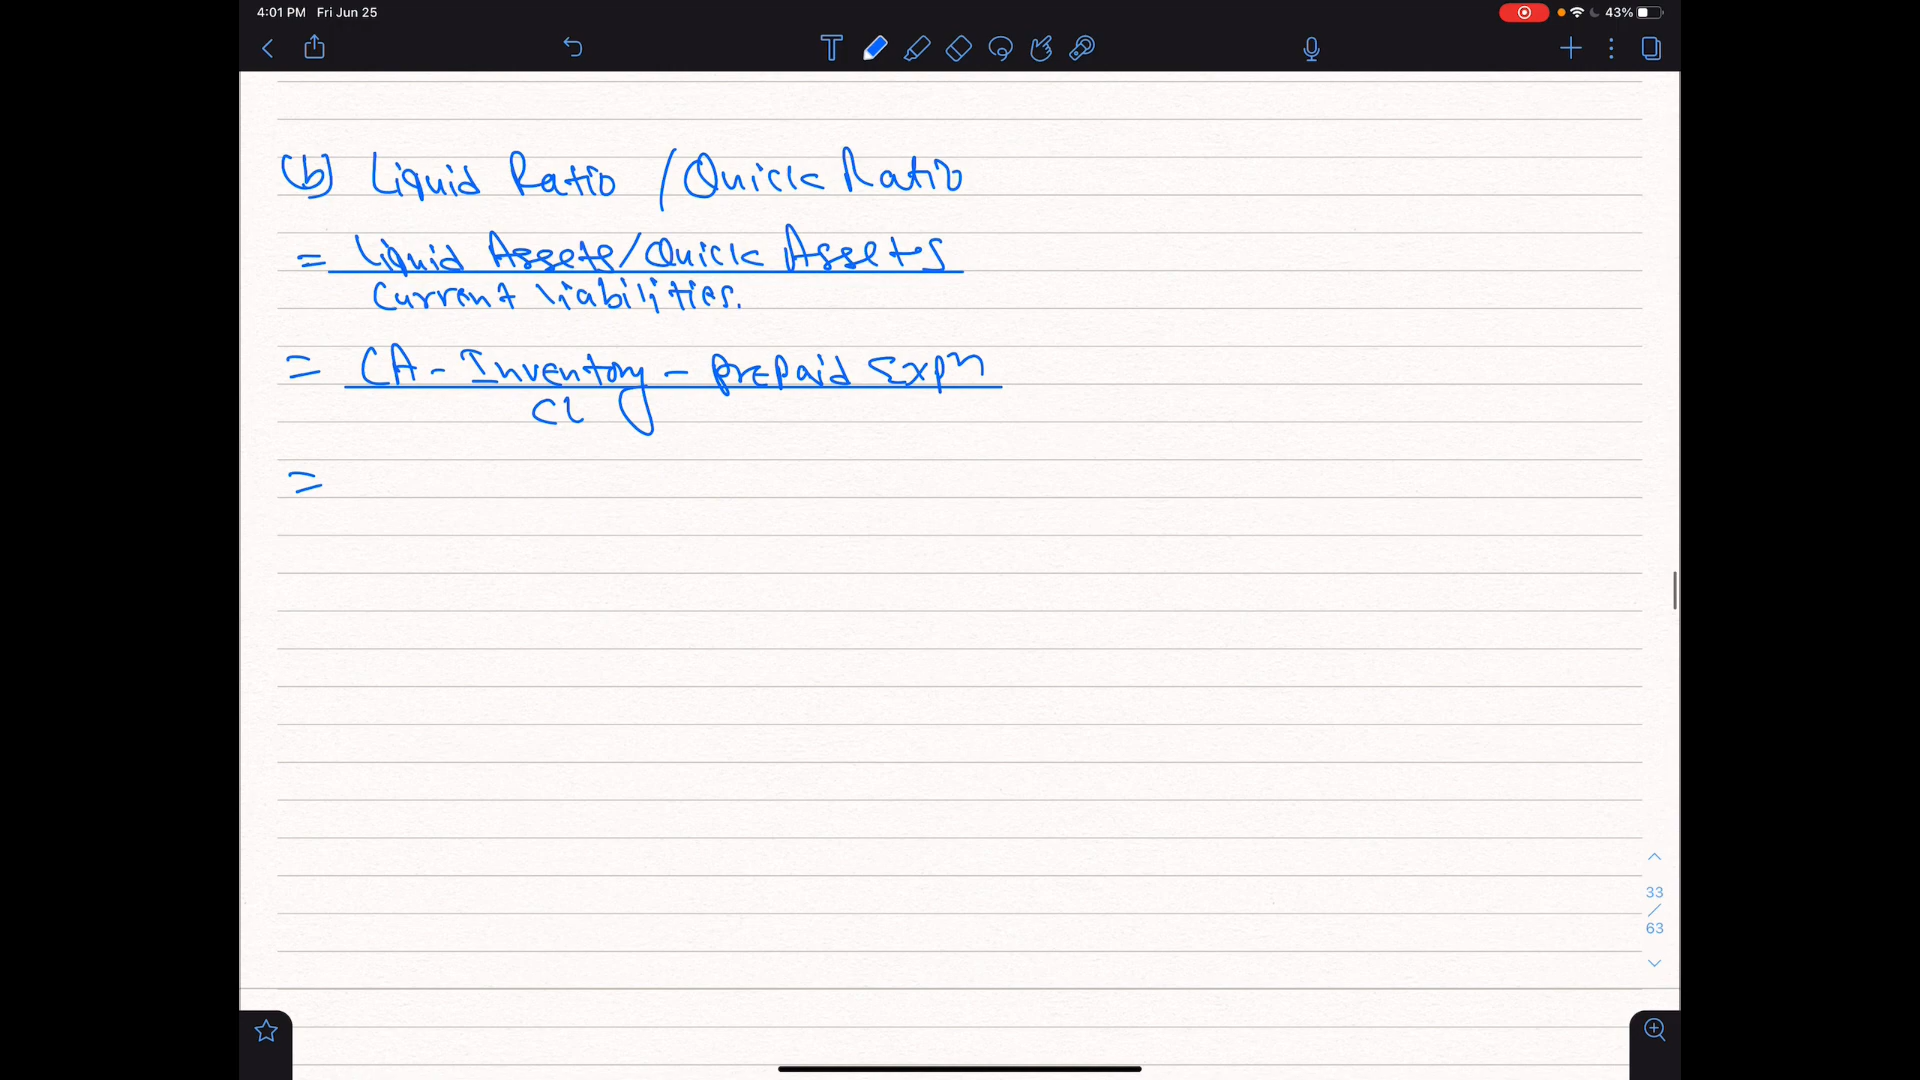 4:01 PM Fri Jun 25
43%
(b) Liquid Ratio / Quick Ratio
= Liquid Assets/Quick Assets
Current liabilities.
= CA - Inventory - Prepaid Expn
CL
=
33
/
63